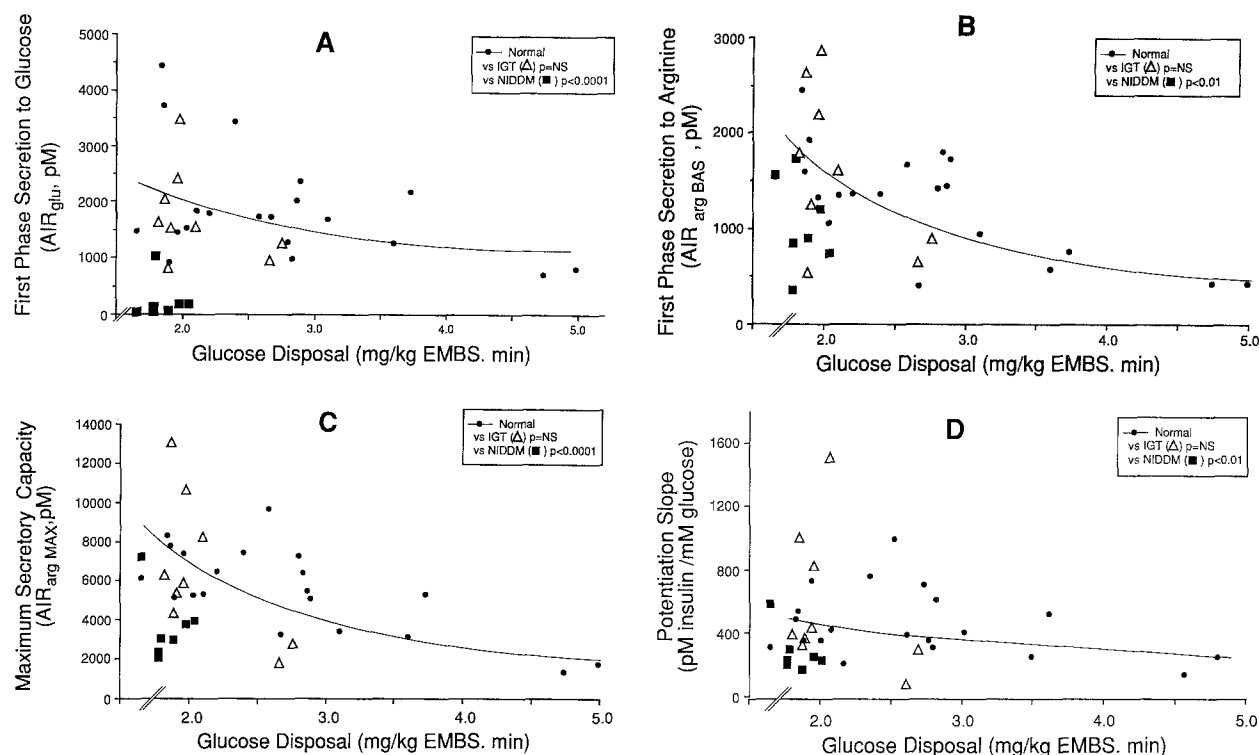 A
First Phase Secretion to Glucose
(AIRglu, pM)
5000
4000
3000
2000
1000
0
Normal
vs IGT (△) p=NS
vs NIDDM (■) p<0.0001
2.0 3.0 4.0 5.0
Glucose Disposal (mg/kg EMBS. min)
B
First Phase Secretion to Arginine
(AIR arg BAS , pM)
3000
2000
1000
0
Normal
vs IGT (△) p=NS
vs NIDDM (■) p<0.01
2.0 3.0 4.0 5.0
Glucose Disposal (mg/kg EMBS. min)
C
Maximum Secretory Capacity
(AIRarg MAX,pM)
14000
12000
10000
8000
6000
4000
2000
0
Normal
vs IGT (△) p=NS
vs NIDDM (■) p<0.0001
2.0 3.0 4.0 5.0
Glucose Disposal (mg/kg EMBS. min)
D
Potentiation Slope
(pM insulin /mM glucose)
1600
1200
800
400
0
Normal
vs IGT (△) p=NS
vs NIDDM (■) p<0.01
2.0 3.0 4.0 5.0
Glucose Disposal (mg/kg EMBS. min)